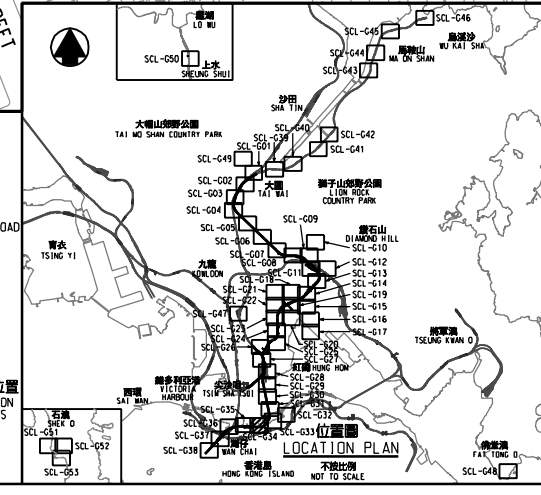 羅湖
LO WU
SCL-G50
上水
SHEUNG SHUI
SCL-G46
SCL-G45
烏溪沙
WU KAI SHA
SCL-G44
馬鞍山
MA ON SHAN
SCL-G43
沙田
SHA TIN
大帽山郊野公園
TAI MO SHAN COUNTRY PARK
SCL-G40
SCL-G39
SCL-G42
SCL-G01
SCL-G41
SCL-G49
SCL-G02
大圍
TAI WAI
獅子山郊野公園
LION ROCK
COUNTRY PARK
SCL-G03
SCL-G04
SCL-G05
SCL-G06
SCL-G09
鑽石山
DIAMOND HILL
SCL-G10
SCL-G07
SCL-G08
SCL-G11
SCL-G12
SCL-G13
SCL-G14
SCL-G18
SCL-G19
SCL-G15
SCL-G16
SCL-G17
青衣
TSING YI
九龍
KOWLOON
SCL-G21
SCL-G22
SCL-G47
SCL-G23
SCL-G24
SCL-G26
SCL-G20
SCL-G25
SCL-G27
將軍澳
TSEUNG KWAN O
紅磡
HUNG HOM
SCL-G28
SCL-G29
SCL-G30
SCL-G31
SCL-G32
SCL-G33
SCL-G34
西環
SAI WAN
維多利亞港
VICTORIA
HARBOUR
尖沙咀
TSIM SHA TSUI
SCL-G35
SCL-G36
SCL-G37
SCL-G38
灣仔
WAN CHAI
香港島
HONG KONG ISLAND
石澳
SHEK O
SCL-G51
SCL-G52
SCL-G53
佛堂澳
FAT TONG O
SCL-G48
位置圖
LOCATION PLAN
不按比例
NOT TO SCALE
OAD
位置
ON
S